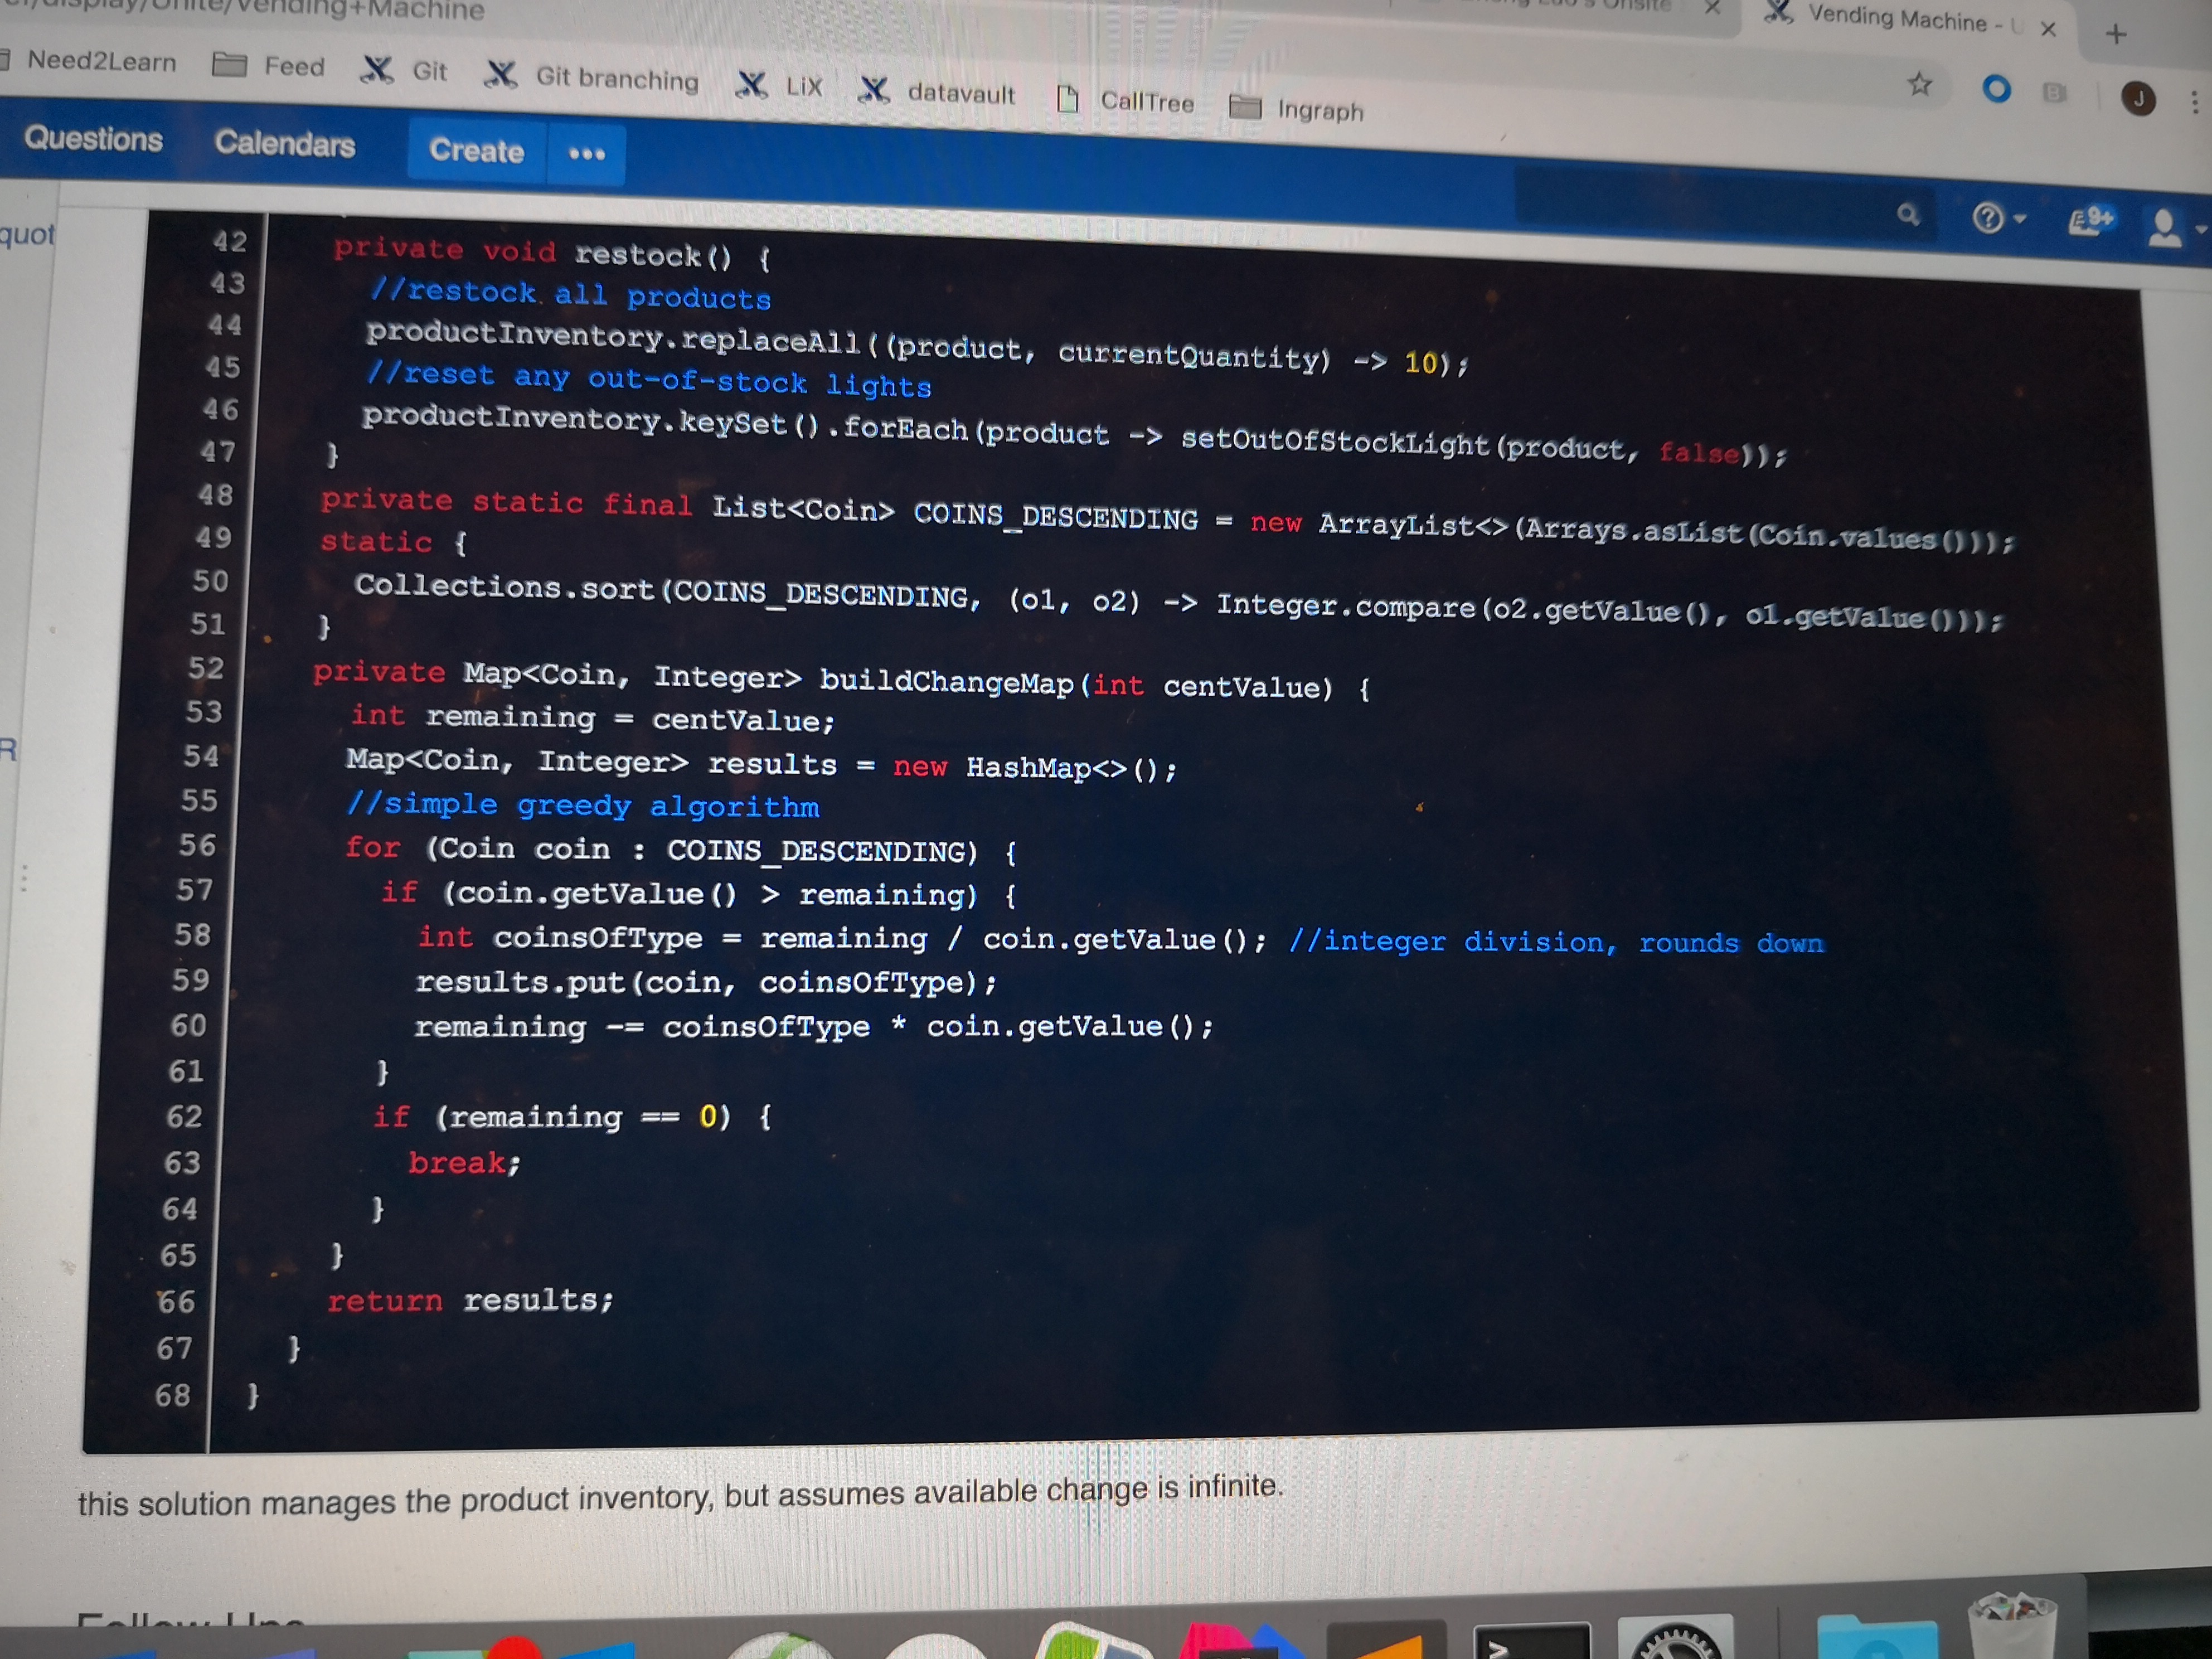 /display/Unite/Vending+Machine
Onsite
Vending Machine - U
Need2Learn
Feed
Git
Git branching
LiX
datavault
CallTree
Ingraph
J
Questions
Calendars
Create
9+
quot
R
42 private void restock() {
43 //restock all products
44 productInventory.replaceAll((product, currentQuantity) -> 10);
45 //reset any out-of-stock lights
46 productInventory.keySet().forEach(product -> setOutOfStockLight(product, false));
47 }
48 private static final List<Coin> COINS_DESCENDING = new ArrayList<>(Arrays.asList(Coin.values()));
49 static {
50 Collections.sort(COINS_DESCENDING, (o1, o2) -> Integer.compare(o2.getValue(), o1.getValue()));
51 }
52 private Map<Coin, Integer> buildChangeMap(int centValue) {
53 int remaining = centValue;
54 Map<Coin, Integer> results = new HashMap<>();
55 //simple greedy algorithm
56 for (Coin coin : COINS_DESCENDING) {
57 if (coin.getValue() > remaining) {
58 int coinsOfType = remaining / coin.getValue(); //integer division, rounds down
59 results.put(coin, coinsOfType);
60 remaining -= coinsOfType * coin.getValue();
61 }
62 if (remaining == 0) {
63 break;
64 }
65 }
66 return results;
67 }
68 }
this solution manages the product inventory, but assumes available change is infinite.